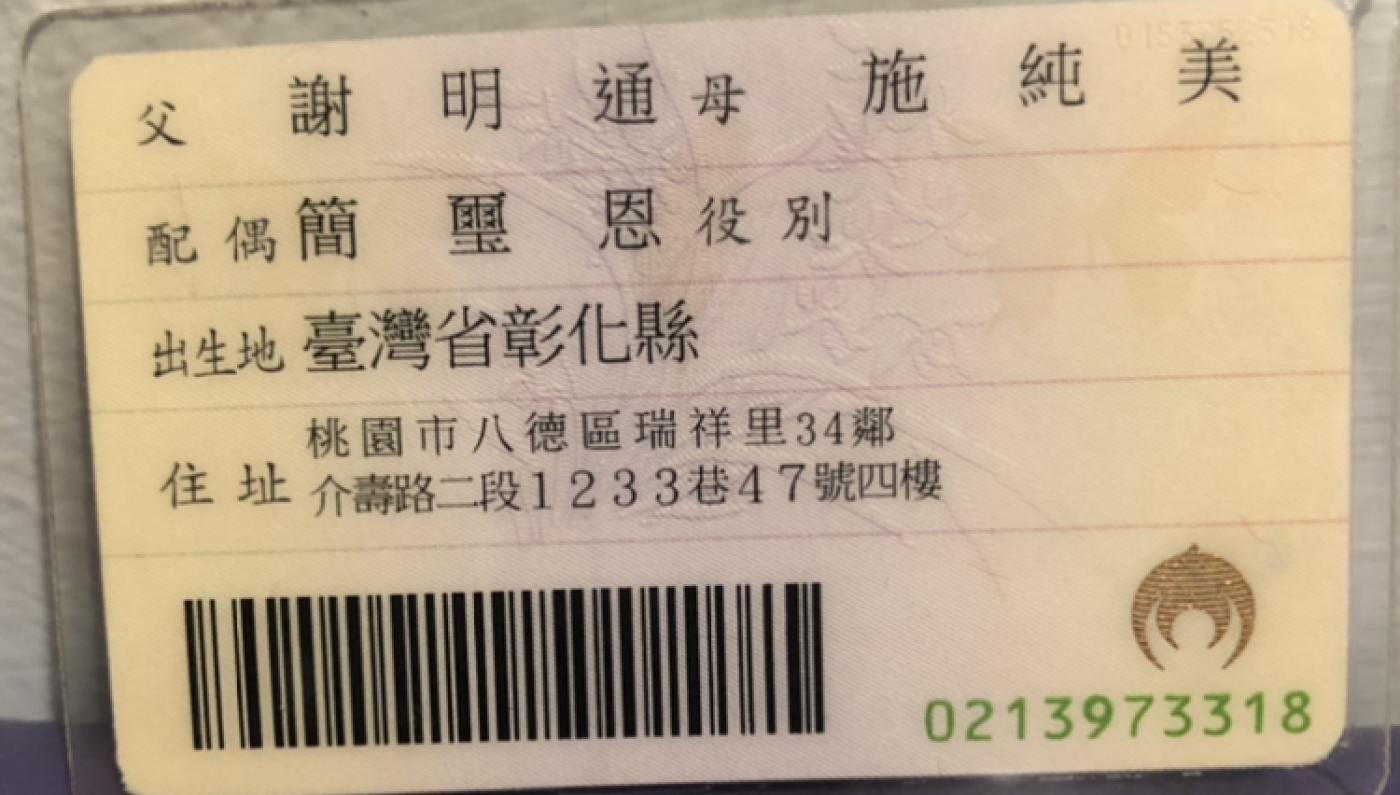 父 謝明通 母 施純美
配偶 簡璽恩 役別
出生地 臺灣省彰化縣
住址 桃園市八德區瑞祥里34鄰
介壽路二段1233巷47號四樓
0213973318